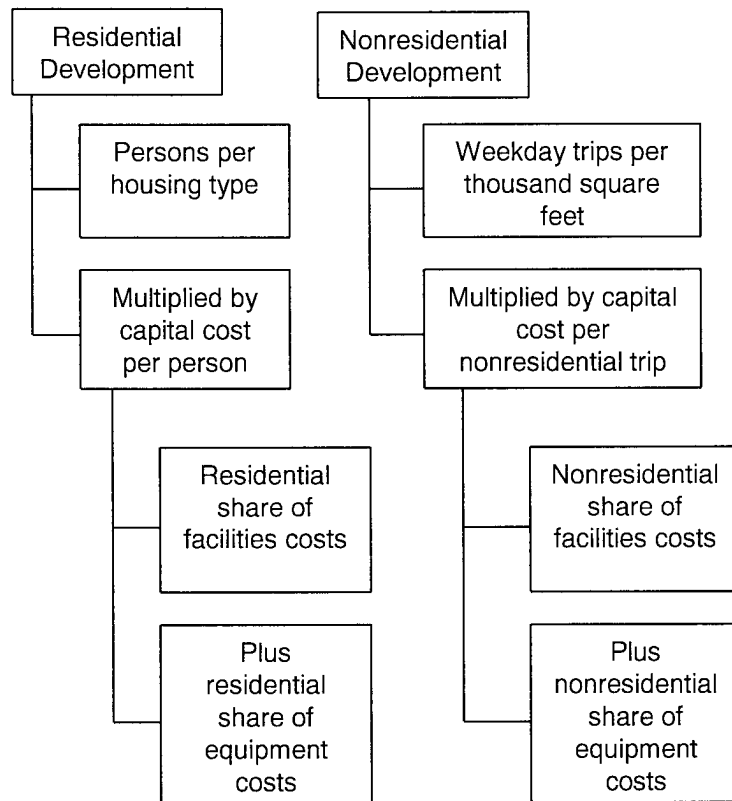 Residential
Development
Persons per
housing type
Multiplied by
capital cost
per person
Residential
share of
facilities costs
Plus
residential
share of
equipment
costs
Nonresidential
Development
Weekday trips per
thousand square
feet
Multiplied by capital
cost per
nonresidential trip
Nonresidential
share of
facilities costs
Plus
nonresidential
share of
equipment
costs